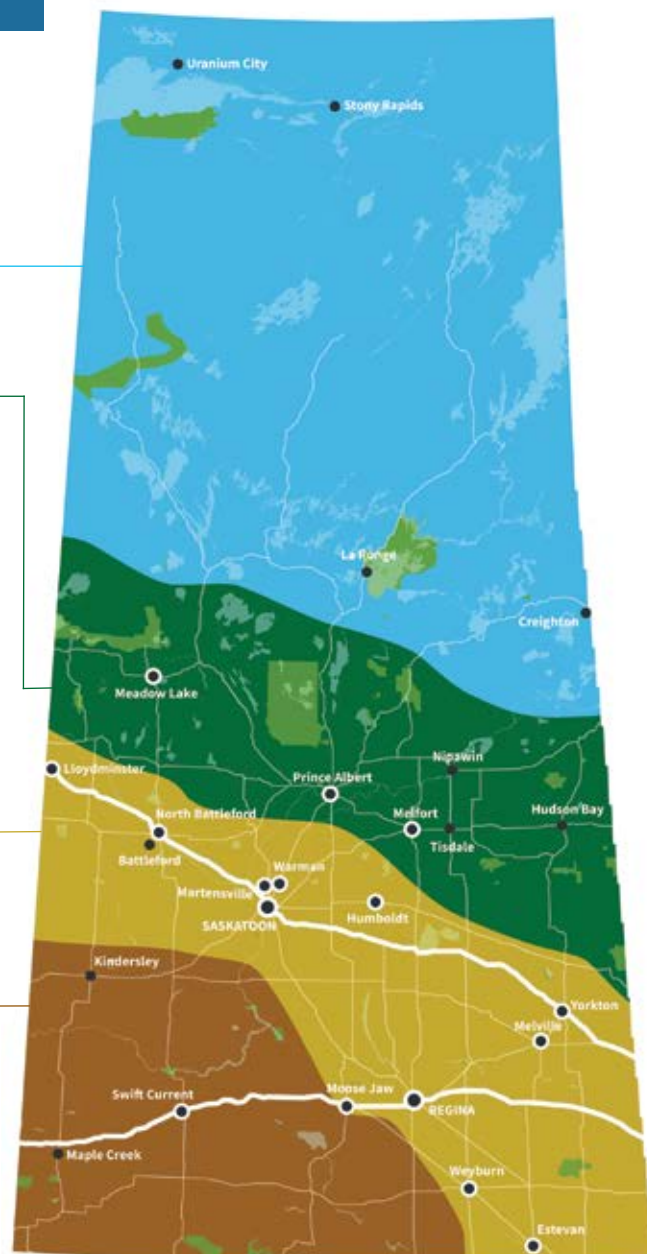 Uranium City
Stony Rapids
La Ronge
Creighton
Meadow Lake
Nipawin
Lloydminster
Prince Albert
North Battleford
Melfort
Hudson Bay
Tisdale
Battleford
Warman
Martensville
Humboldt
SASKATOON
Kindersley
Yorkton
Melville
Moose Jaw
Swift Current
REGINA
Maple Creek
Weyburn
Estevan